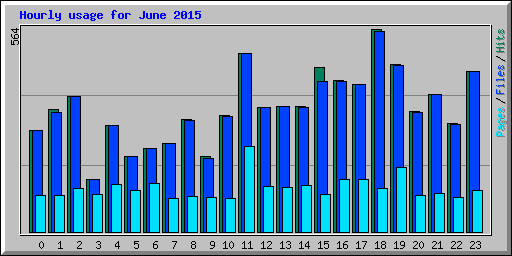 Hourly usage for June 2015
564
Pages/Files/Hits
0 1 2 3 4 5 6 7 8 9 10 11 12 13 14 15 16 17 18 19 20 21 22 23